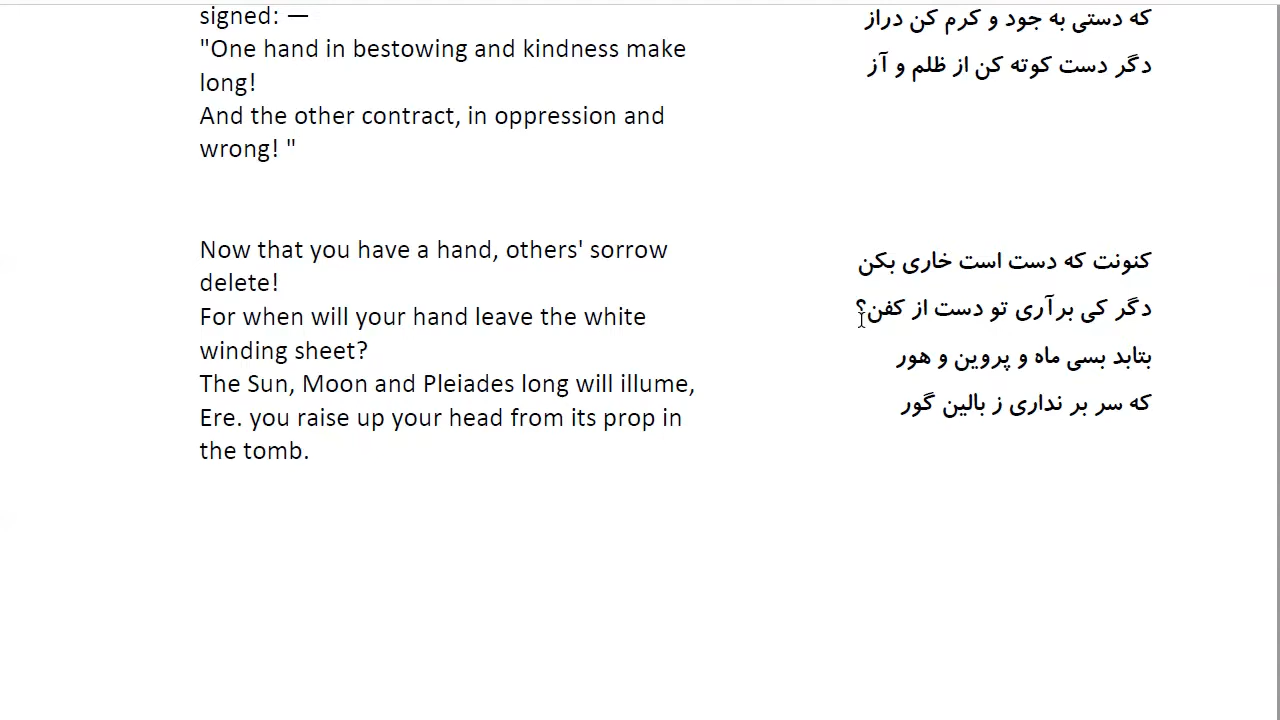 signed: —
"One hand in bestowing and kindness make
long!
And the other contract, in oppression and
wrong! "
Now that you have a hand, others' sorrow
delete!
For when will your hand leave the white
winding sheet?
The Sun, Moon and Pleiades long will illume,
Ere. you raise up your head from its prop in
the tomb.
که دستی به جود و کرم کن دراز
دگر دست کوته کن از ظلم و آز
کنونت که دست است خاری بکن
دگر کی برآری تو دست از کفن؟
بتابد بسی ماه و پروین و هور
که سر بر نداری ز بالین گور